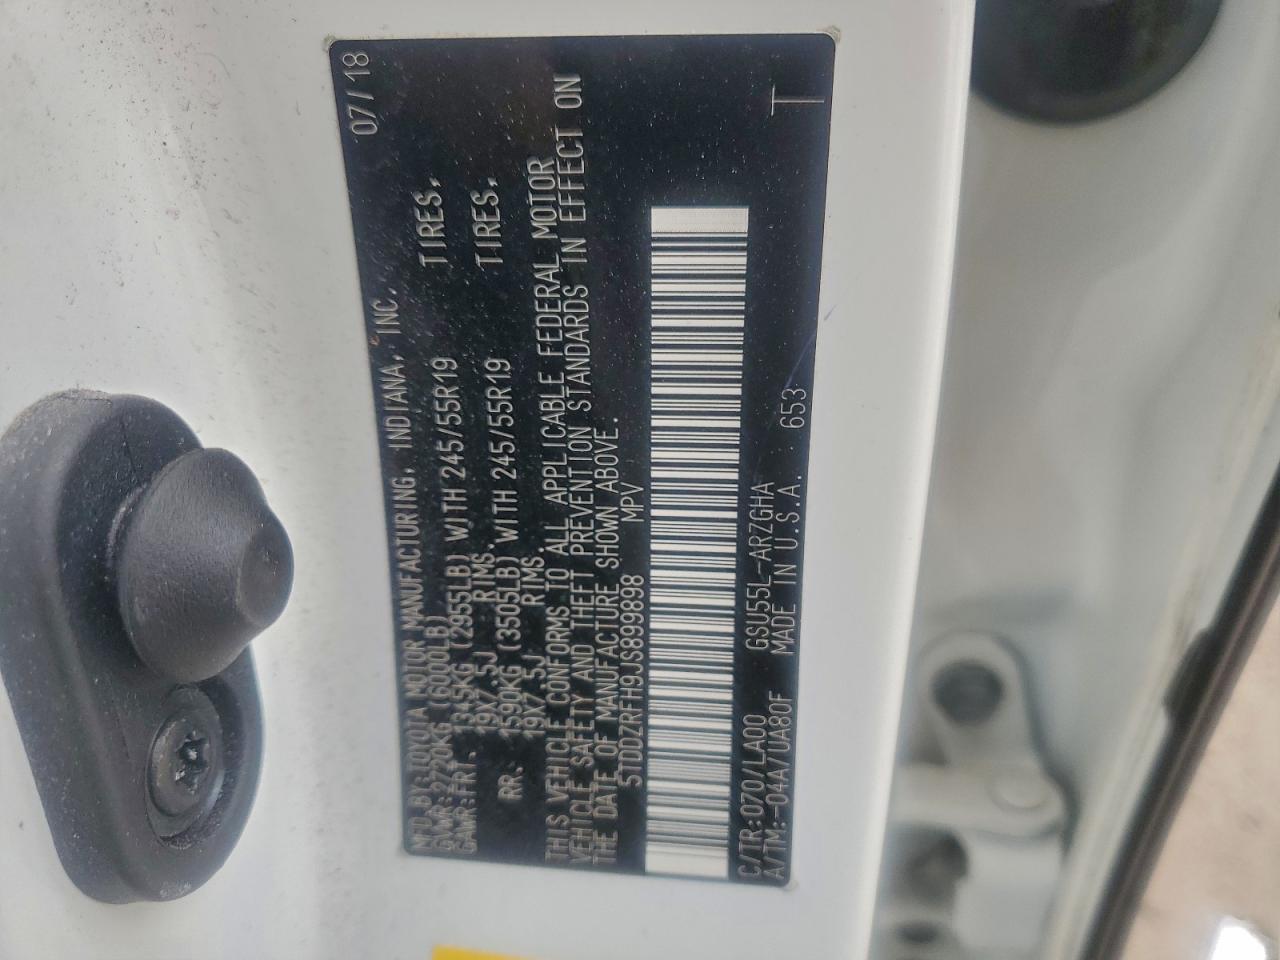 MFD.BY:TOYOTA MOTOR MANUFACTURING, INDIANA, INC. 07/18
GVWR:2720KG (6000LB)
GAWR:FRT. 1345KG (2955LB) WITH 245/55R19 TIRES,
19X7.5J RIMS.
RR. 1590KG (3505LB) WITH 245/55R19 TIRES,
19X7.5J RIMS.
THIS VEHICLE CONFORMS TO ALL APPLICABLE FEDERAL MOTOR
VEHICLE SAFETY AND THEFT PREVENTION STANDARDS IN EFFECT ON
THE DATE OF MANUFACTURE SHOWN ABOVE.
5TDDZRFH9JS899898 MPV
C/TR:070/LA00 GSU55L-ARZGHA
A/TM:-04A/UA80F MADE IN U.S.A. 653
T